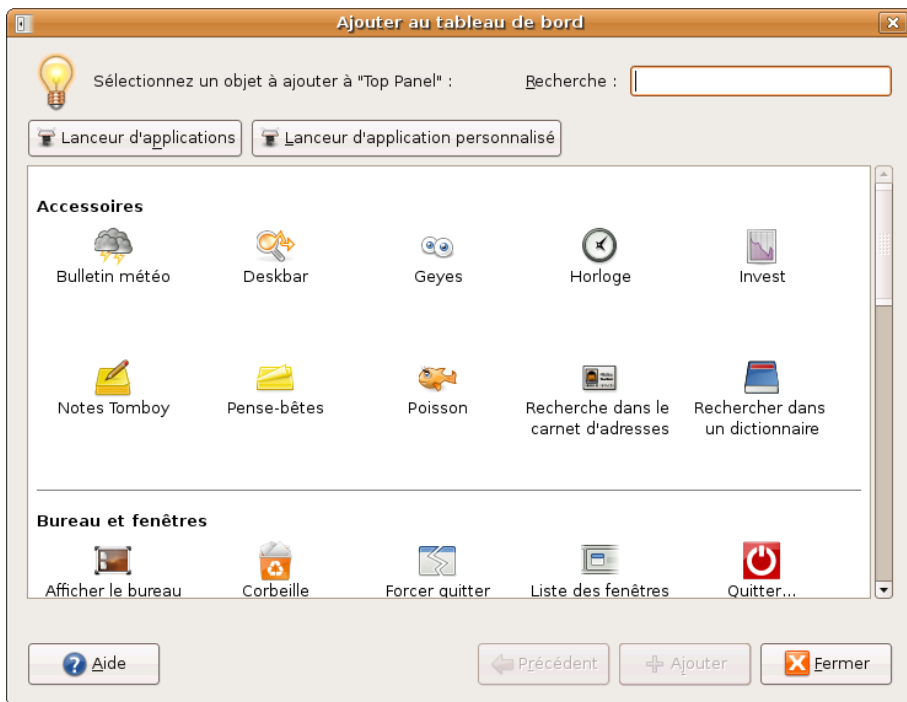 Ajouter au tableau de bord
Sélectionnez un objet à ajouter à "Top Panel" :
Recherche :
Lanceur d'applications
Lanceur d'application personnalisé
Accessoires
Bulletin météo
Deskbar
Geyes
Horloge
Invest
Notes Tomboy
Pense-bêtes
Poisson
Recherche dans le
carnet d'adresses
Rechercher dans
un dictionnaire
Bureau et fenêtres
Afficher le bureau
Corbeille
Forcer quitter
Liste des fenêtres
Quitter...
Aide
Précédent
Ajouter
Fermer